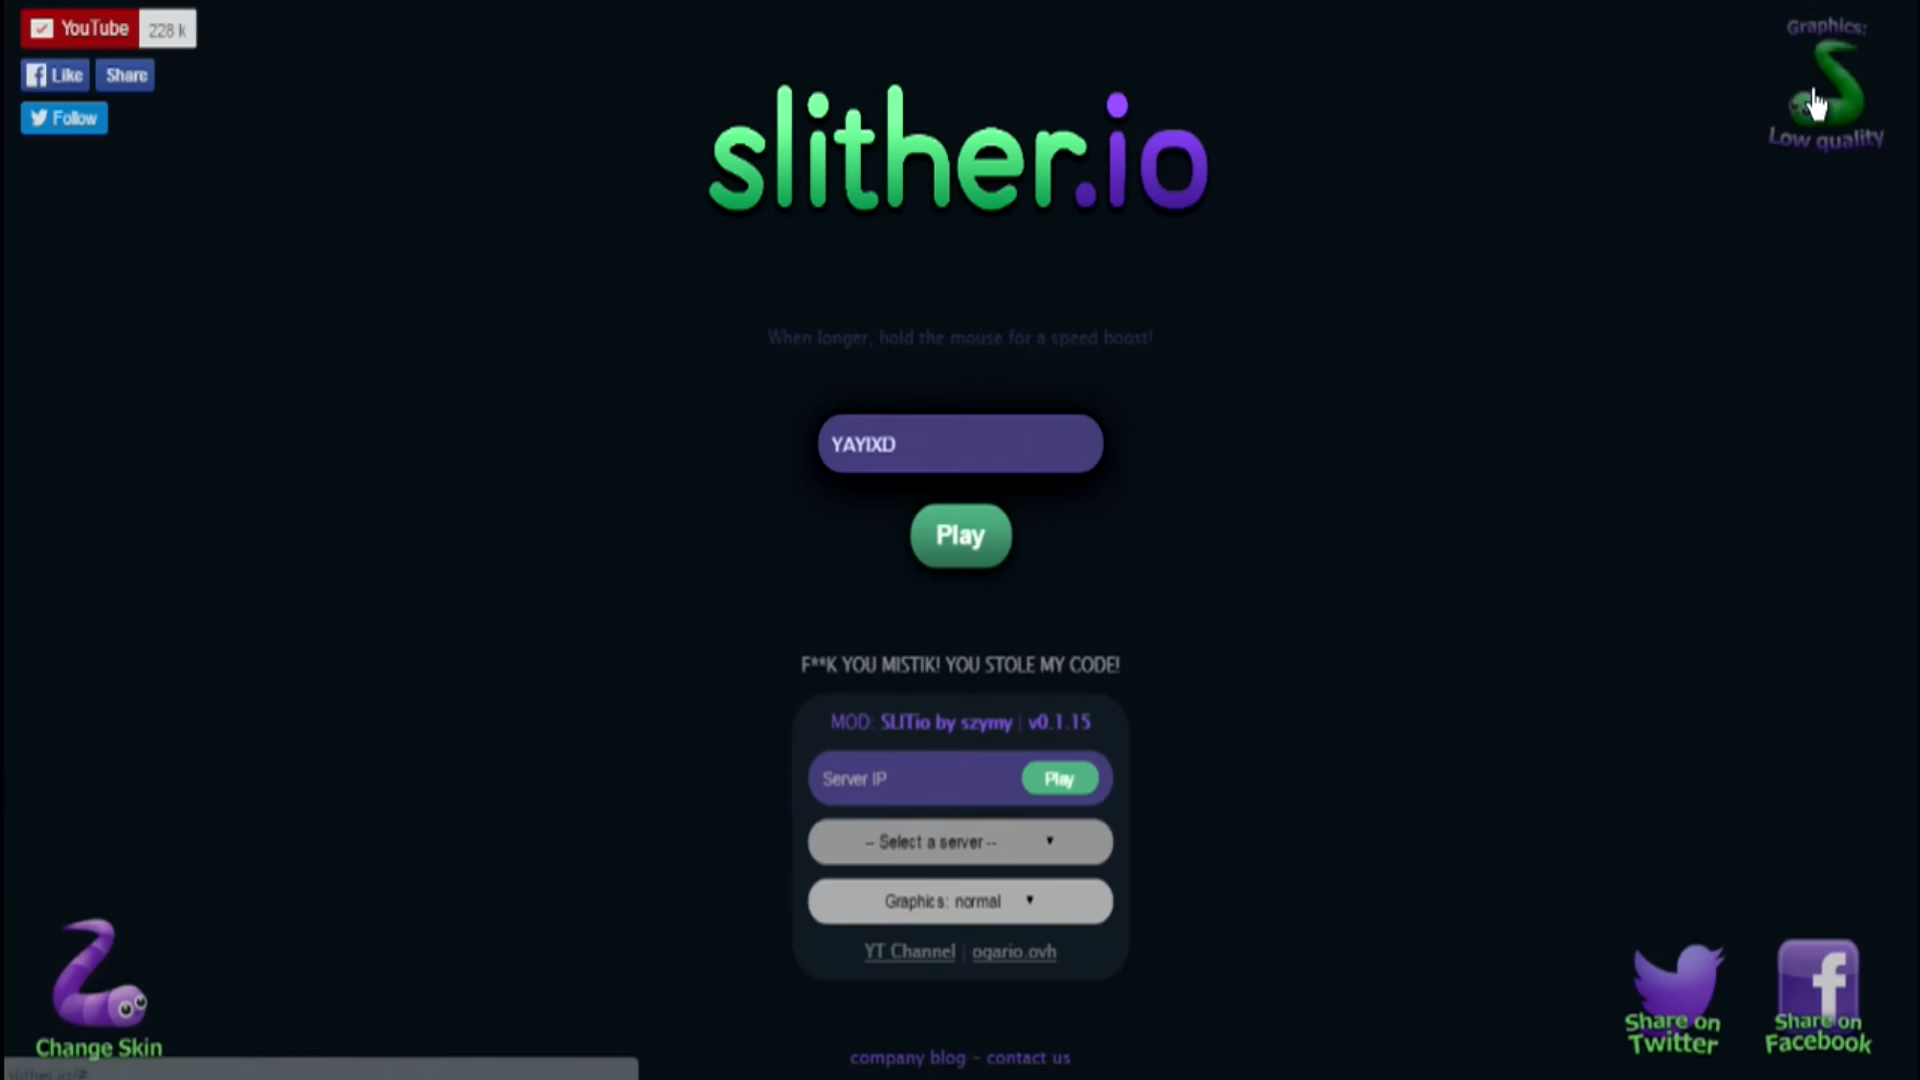 YouTube 228 k
Like Share
Follow
Graphics:
Low quality
slither.io
When longer, hold the mouse for a speed boost!
YAYIXD
Play
F**K YOU MISTIK! YOU STOLE MY CODE!
MOD: SLITio by szymy | v0.1.15
Server IP Play
-- Select a server --
Graphics: normal
YT Channel | ogario.ovh
Change Skin
Share on
Twitter
Share on
Facebook
company blog - contact us
slither.io/#